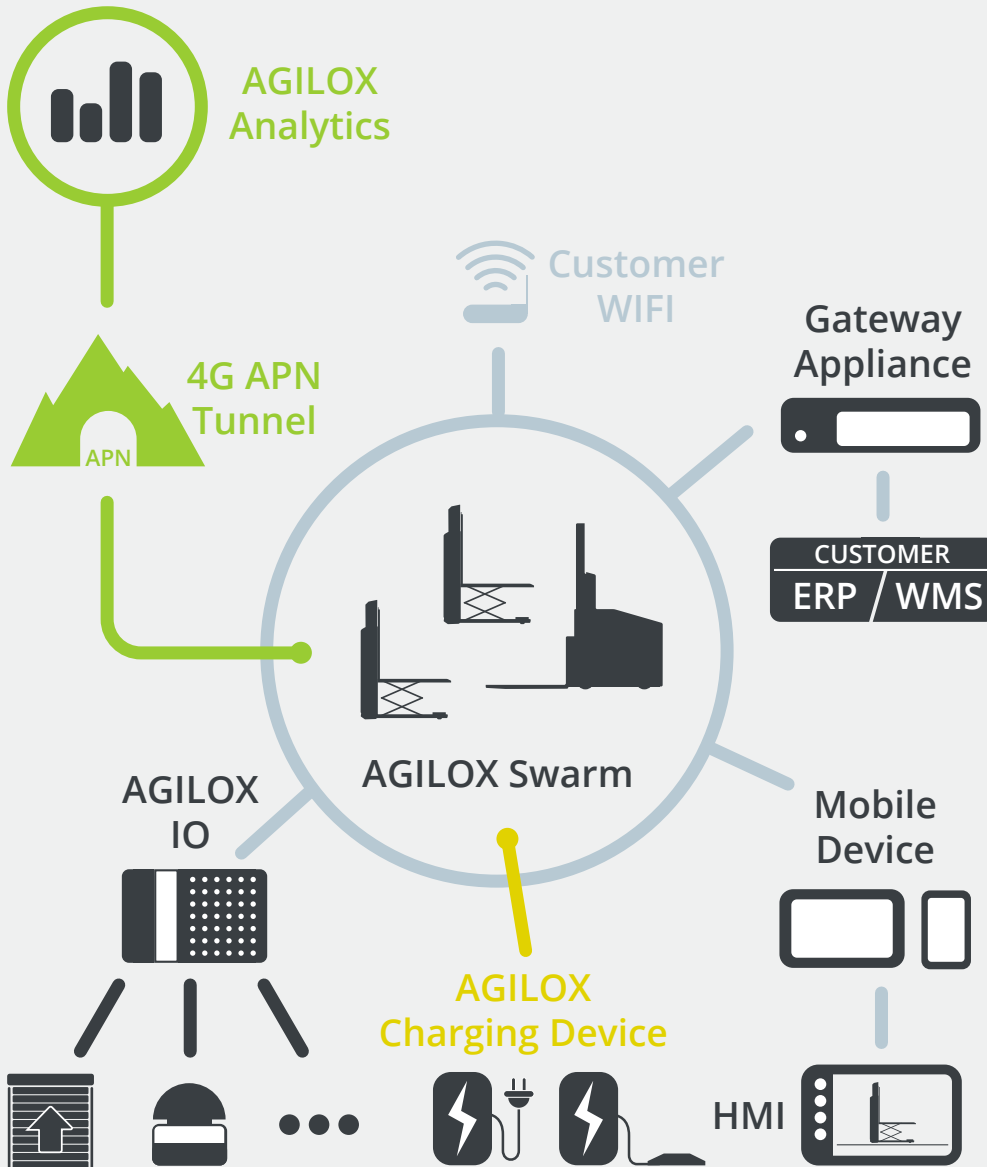 AGILOX
Analytics
Customer
WIFI
Gateway
Appliance
4G APN
Tunnel
APN
CUSTOMER
ERP / WMS
AGILOX Swarm
AGILOX
IO
Mobile
Device
AGILOX
Charging Device
HMI